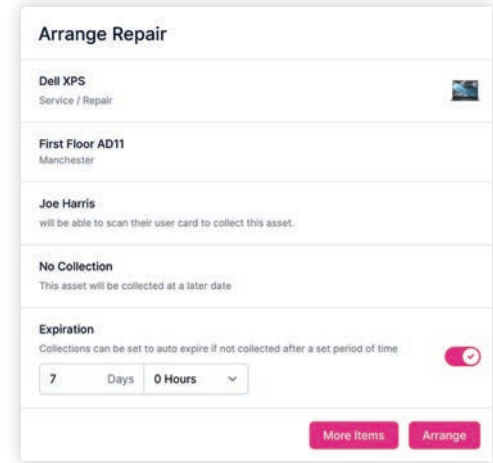 Arrange Repair
Dell XPS
Service / Repair
First Floor AD11
Manchester
Joe Harris
will be able to scan their user card to collect this asset.
No Collection
This asset will be collected at a later date
Expiration
Collections can be set to auto expire if not collected after a set period of time
7 Days 0 Hours
More Items Arrange